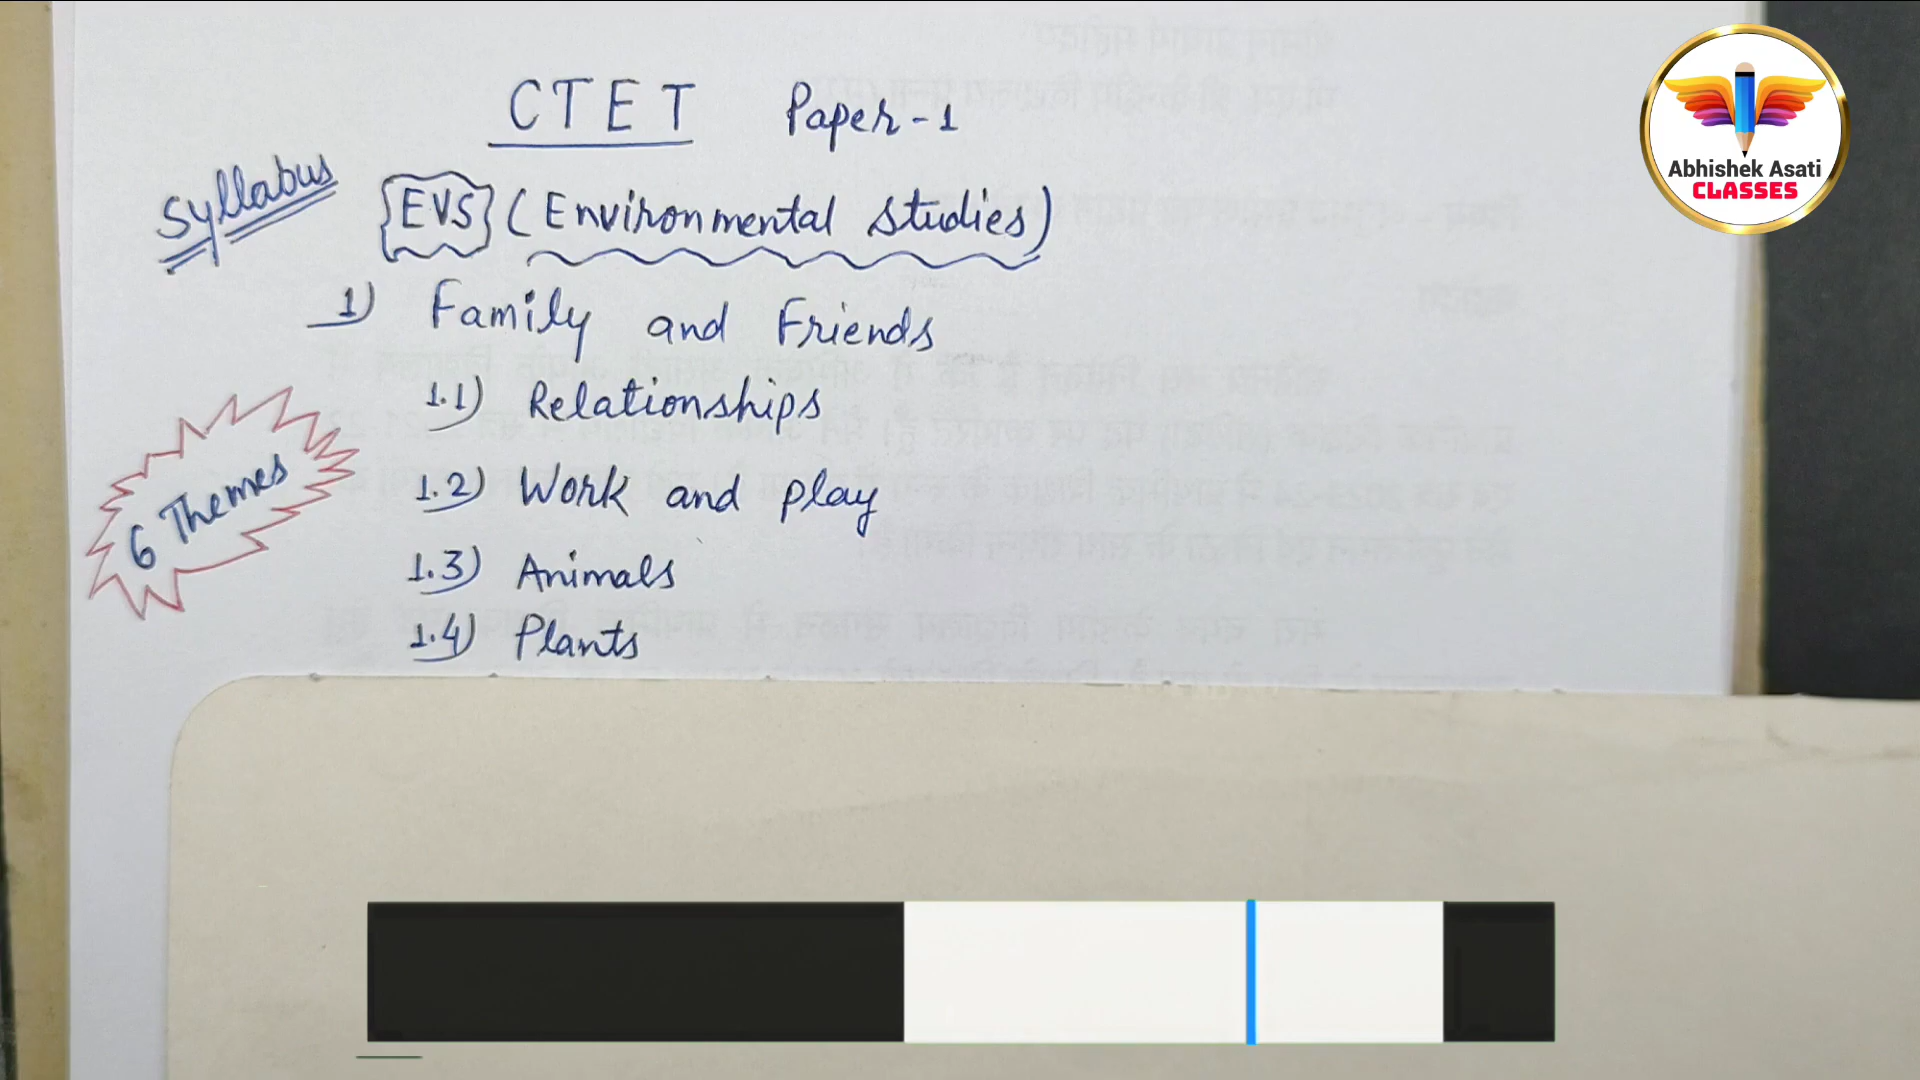 CTET Paper-1
Syllabus
EVS (Environmental Studies)
1) Family and Friends
1.1) Relationships
1.2) Work and play
1.3) Animals
1.4) Plants
6 Themes
Abhishek Asati
CLASSES